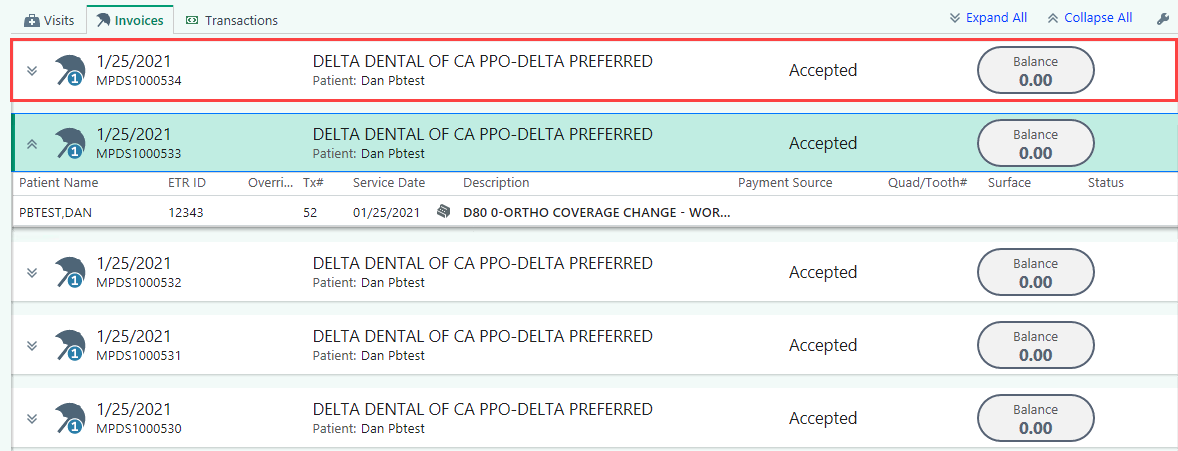 Visits Invoices Transactions Expand All Collapse All
1/25/2021 DELTA DENTAL OF CA PPO-DELTA PREFERRED Accepted Balance
1 MPDS1000534 Patient: Dan Pbtest 0.00
1/25/2021 DELTA DENTAL OF CA PPO-DELTA PREFERRED Accepted Balance
1 MPDS1000533 Patient: Dan Pbtest 0.00
Patient Name ETR ID Overri... Tx# Service Date Description Payment Source Quad/Tooth# Surface Status
PBTEST,DAN 12343 52 01/25/2021 D80 0-ORTHO COVERAGE CHANGE - WOR...
1/25/2021 DELTA DENTAL OF CA PPO-DELTA PREFERRED Accepted Balance
1 MPDS1000532 Patient: Dan Pbtest 0.00
1/25/2021 DELTA DENTAL OF CA PPO-DELTA PREFERRED Accepted Balance
1 MPDS1000531 Patient: Dan Pbtest 0.00
1/25/2021 DELTA DENTAL OF CA PPO-DELTA PREFERRED Accepted Balance
1 MPDS1000530 Patient: Dan Pbtest 0.00